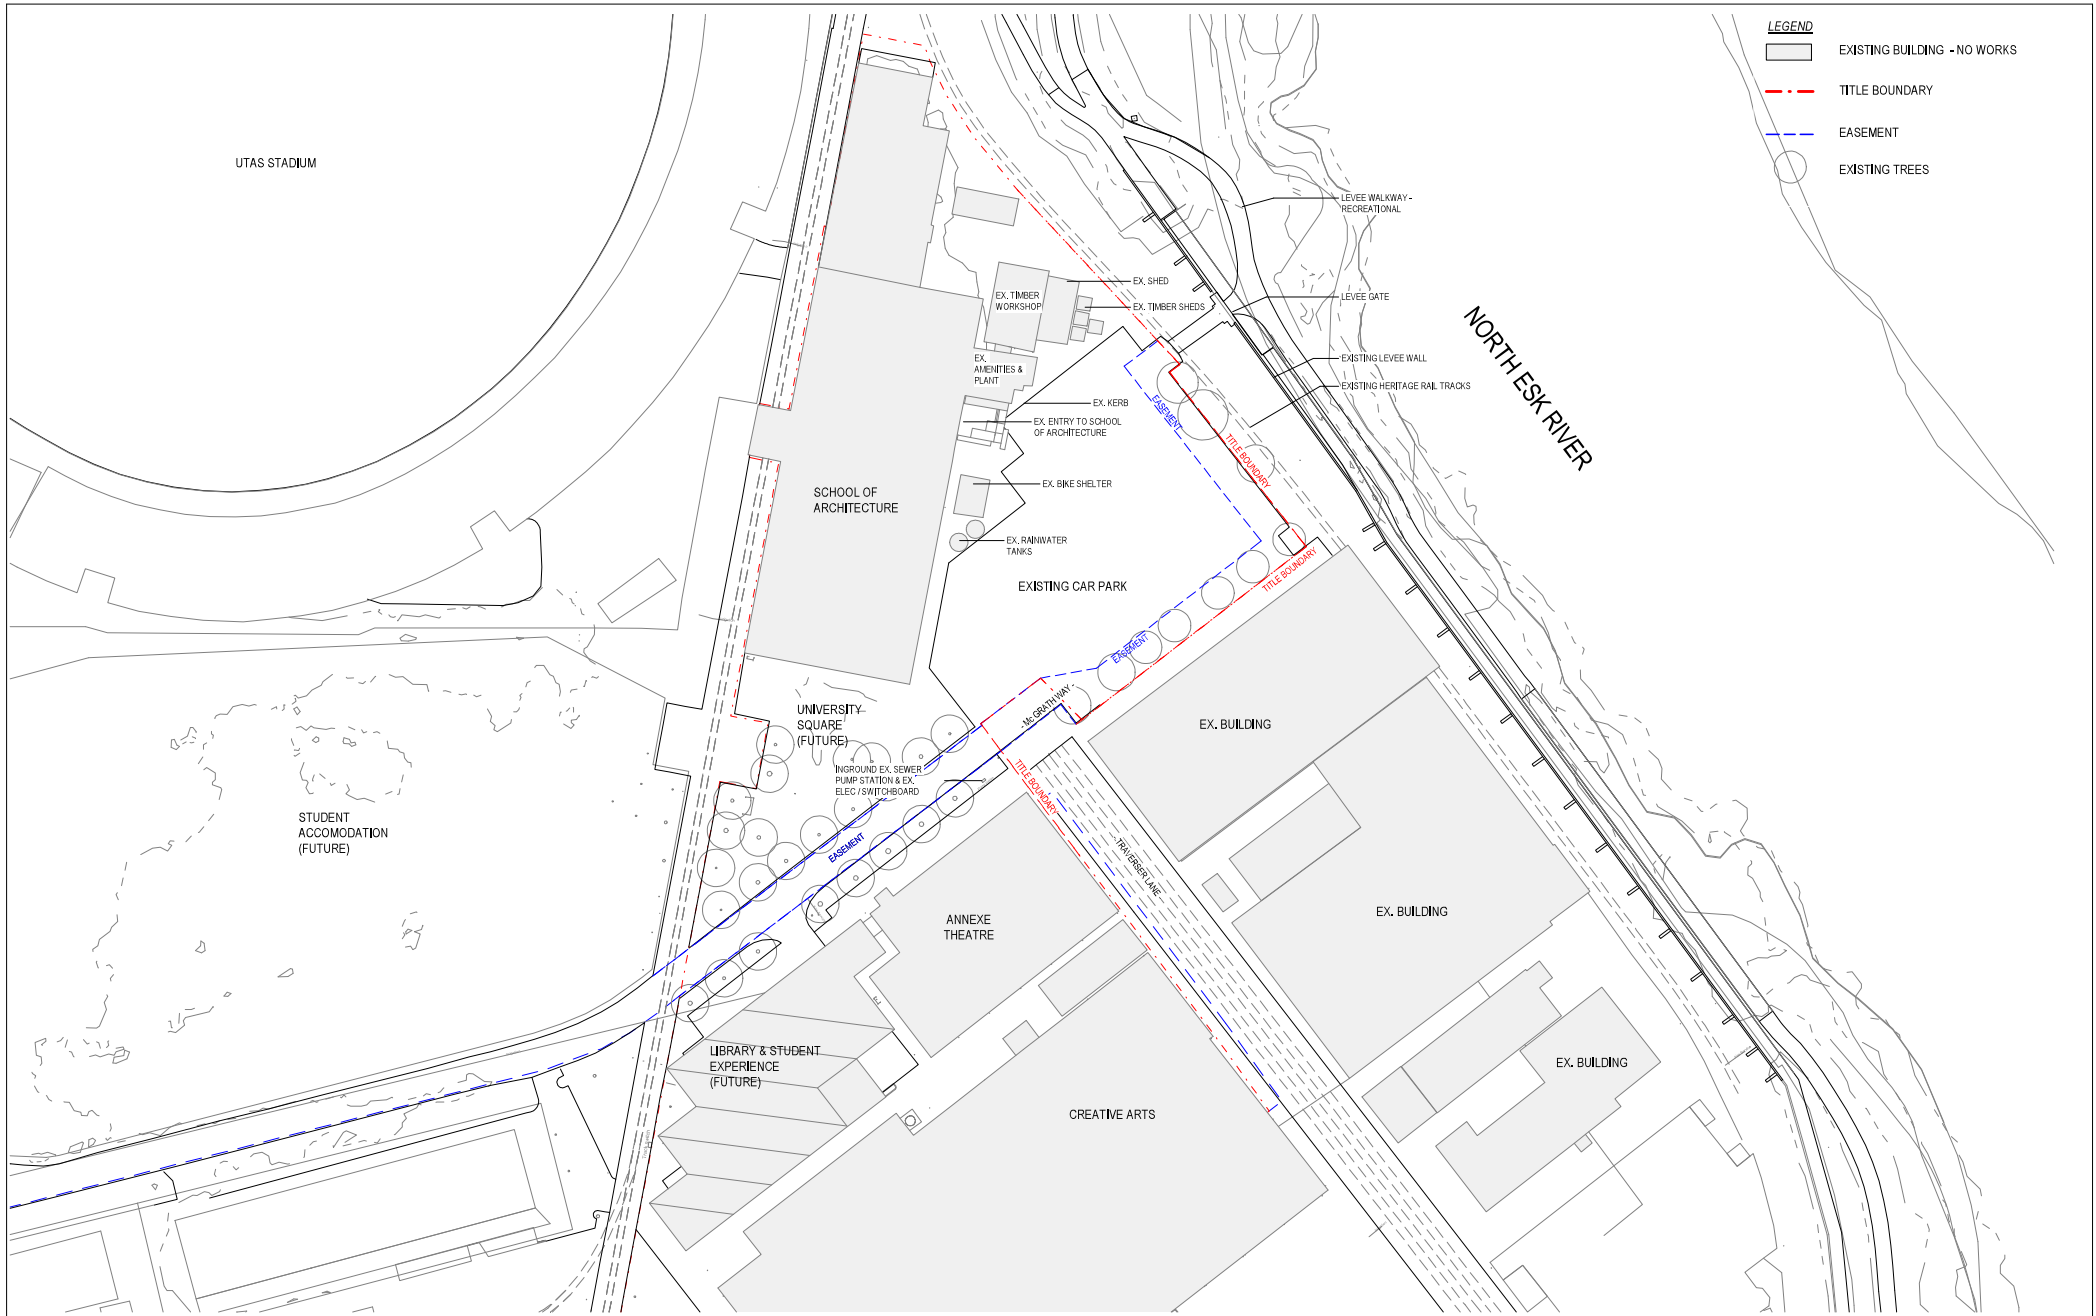 LEGEND
EXISTING BUILDING - NO WORKS
TITLE BOUNDARY
EASEMENT
EXISTING TREES
UTAS STADIUM
LEVEE WALKWAY -
RECREATIONAL
EX. SHED
EX. TIMBER
WORKSHOP
EX. TIMBER SHEDS
LEVEE GATE
NORTH ESK RIVER
EX.
AMENITIES &
PLANT
EXISTING LEVEE WALL
EXISTING HERITAGE RAIL TRACKS
EX. KERB
EASEMENT
EX. ENTRY TO SCHOOL
OF ARCHITECTURE
TITLE BOUNDARY
EX. BIKE SHELTER
SCHOOL OF
ARCHITECTURE
EX. RAINWATER
TANKS
EXISTING CAR PARK
TITLE BOUNDARY
EASEMENT
- Mc GRATH WAY -
UNIVERSITY
SQUARE
(FUTURE)
EX. BUILDING
INGROUND EX. SEWER
PUMP STATION & EX.
ELEC / SWITCHBOARD
TITLE BOUNDARY
STUDENT
ACCOMODATION
(FUTURE)
EASEMENT
- TRAVERSER LANE
ANNEXE
THEATRE
EX. BUILDING
LIBRARY & STUDENT
EXPERIENCE
(FUTURE)
EX. BUILDING
CREATIVE ARTS